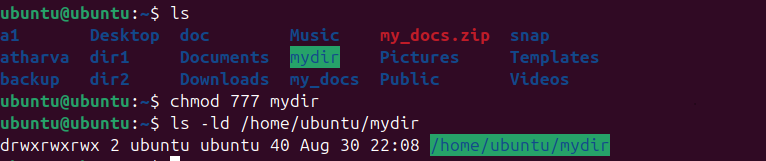 ubuntu@ubuntu:~$ ls
a1 Desktop doc Music my_docs.zip snap
atharva dir1 Documents mydir Pictures Templates
backup dir2 Downloads my_docs Public Videos
ubuntu@ubuntu:~$ chmod 777 mydir
ubuntu@ubuntu:~$ ls -ld /home/ubuntu/mydir
drwxrwxrwx 2 ubuntu ubuntu 40 Aug 30 22:08 /home/ubuntu/mydir